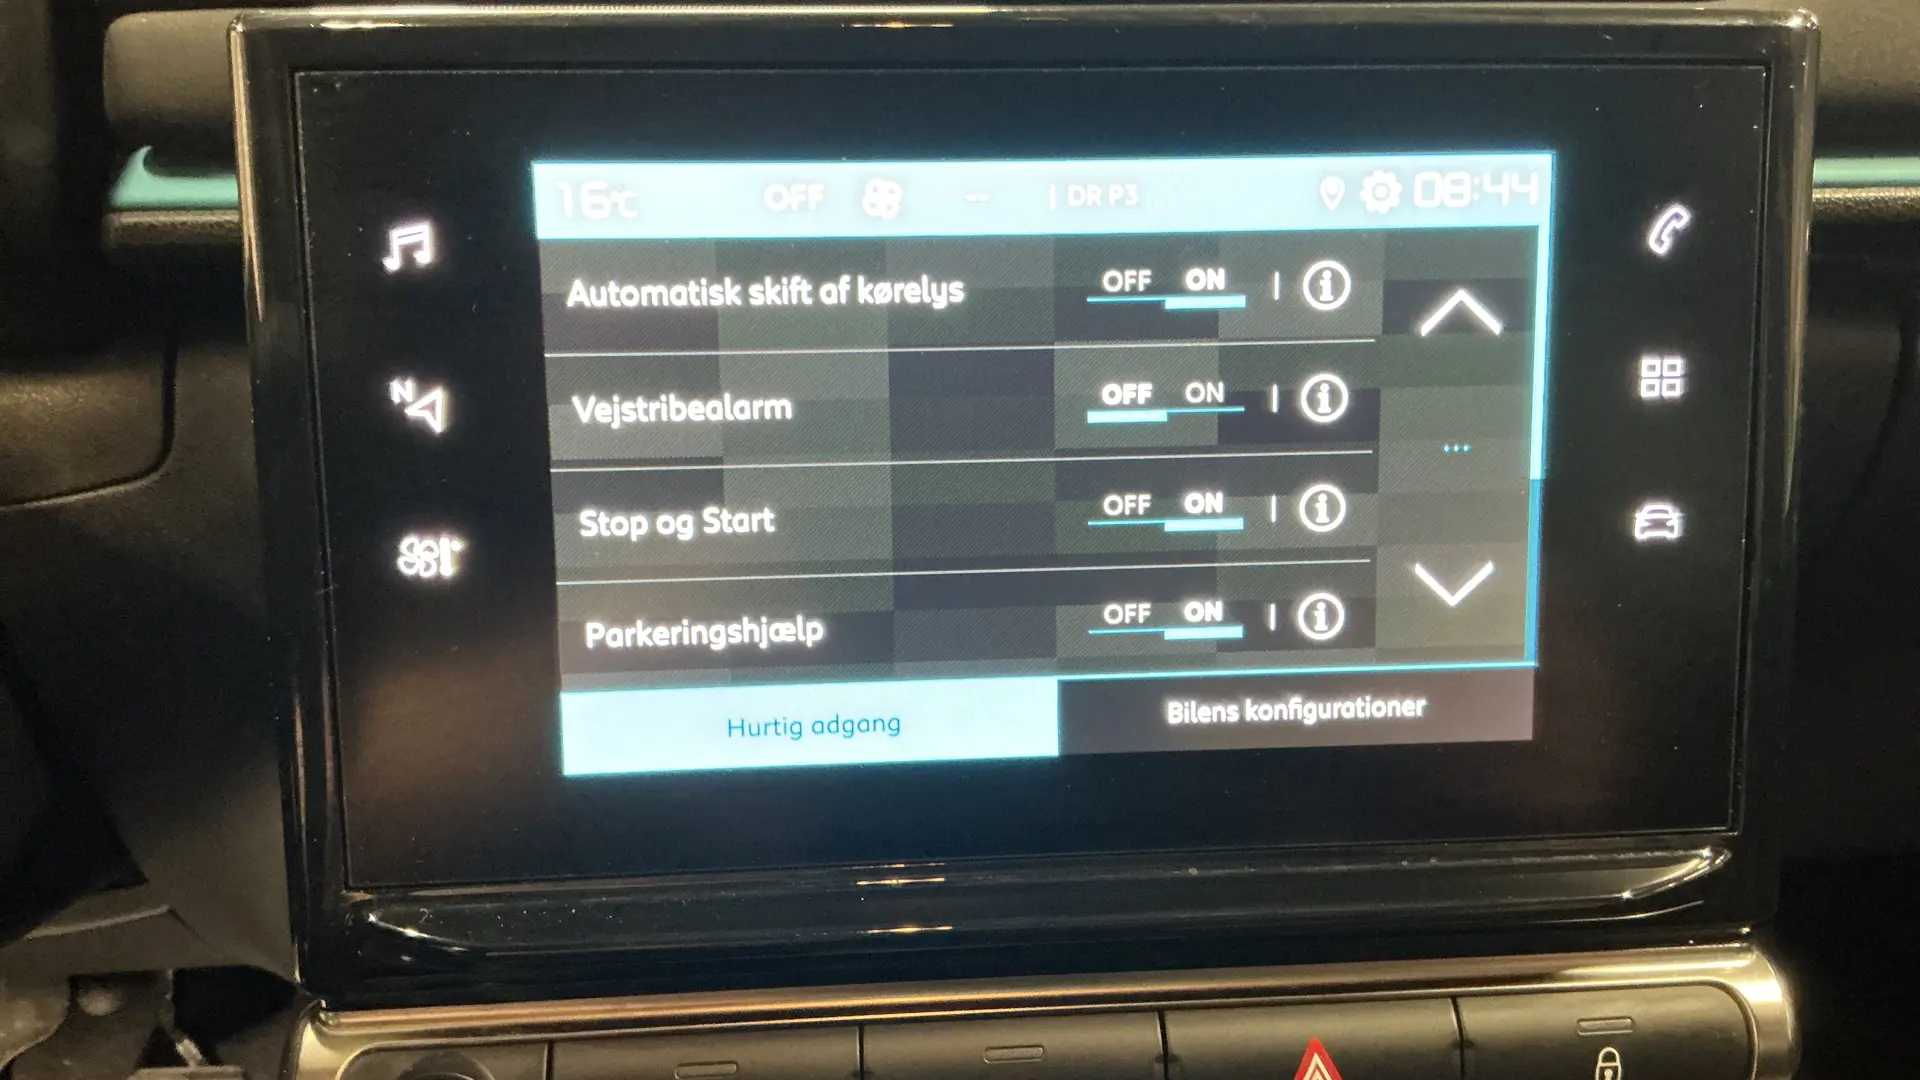 16°C OFF -- | DR P3 08:44
Automatisk skift af kørelys OFF ON
Vejstribealarm OFF ON
Stop og Start OFF ON
Parkeringshjælp OFF ON
Hurtig adgang Bilens konfigurationer
N